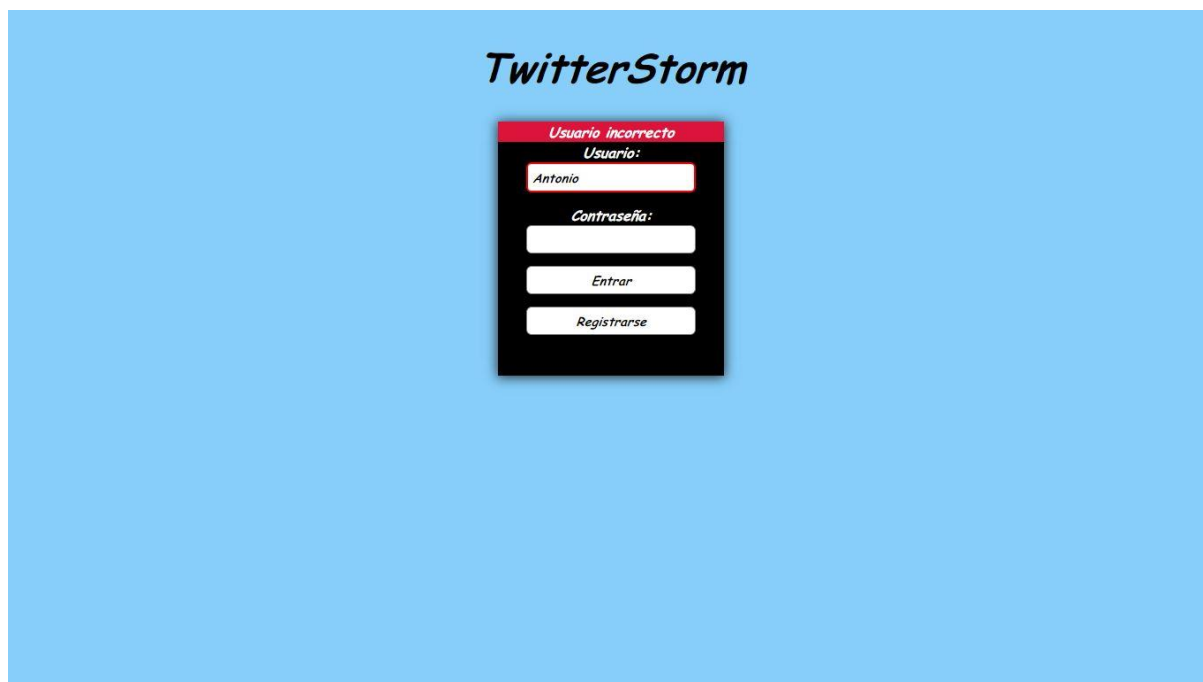 TwitterStorm
Usuario incorrecto
Usuario:
Antonio
Contraseña:
Entrar
Registrarse